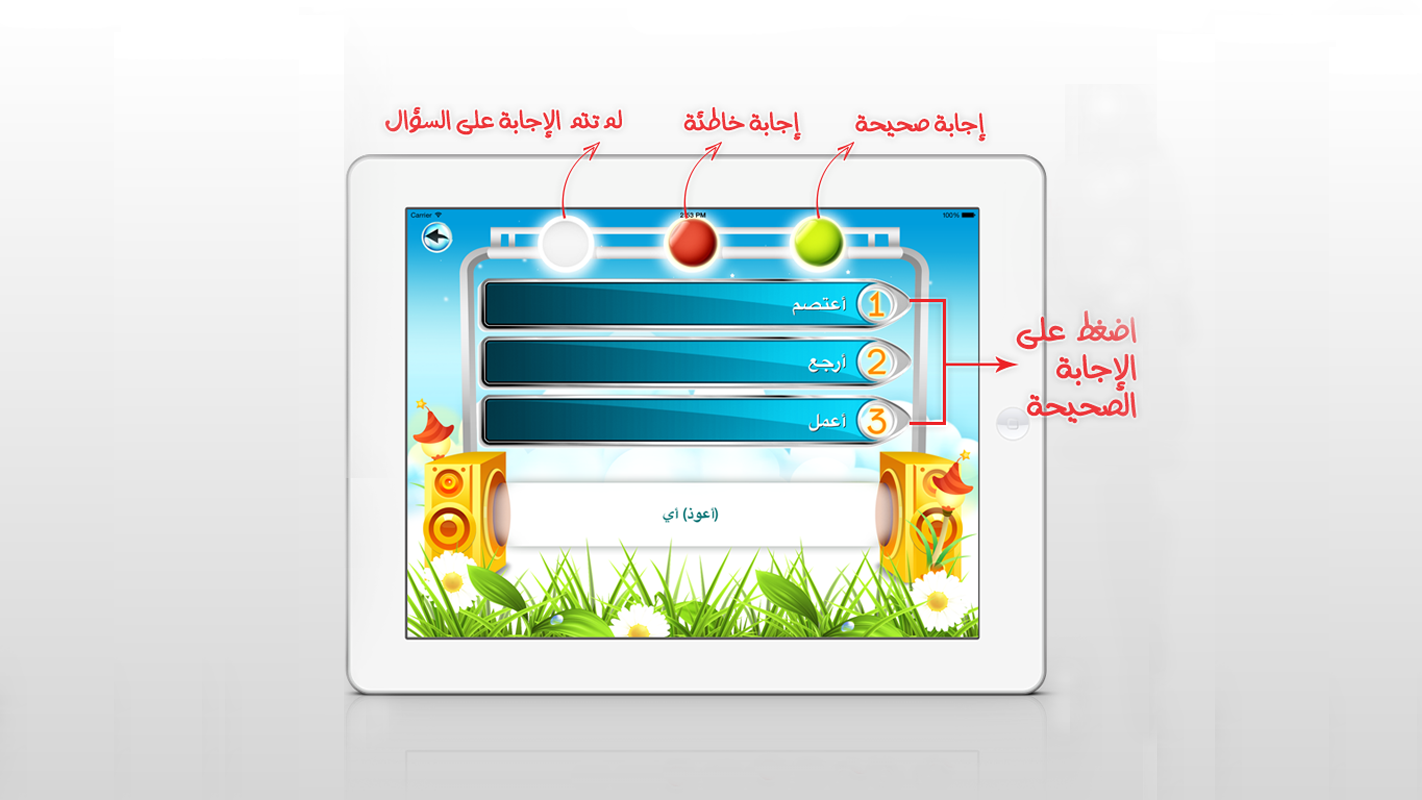 إجابة صحيحة
إجابة خاطئة
لم تتم الإجابة على السؤال
Carrier
2:53 PM
100%
1 أعتصم
2 أرجع
3 أعمل
اضغط على
الإجابة
الصحيحة
(أعوذ) أي